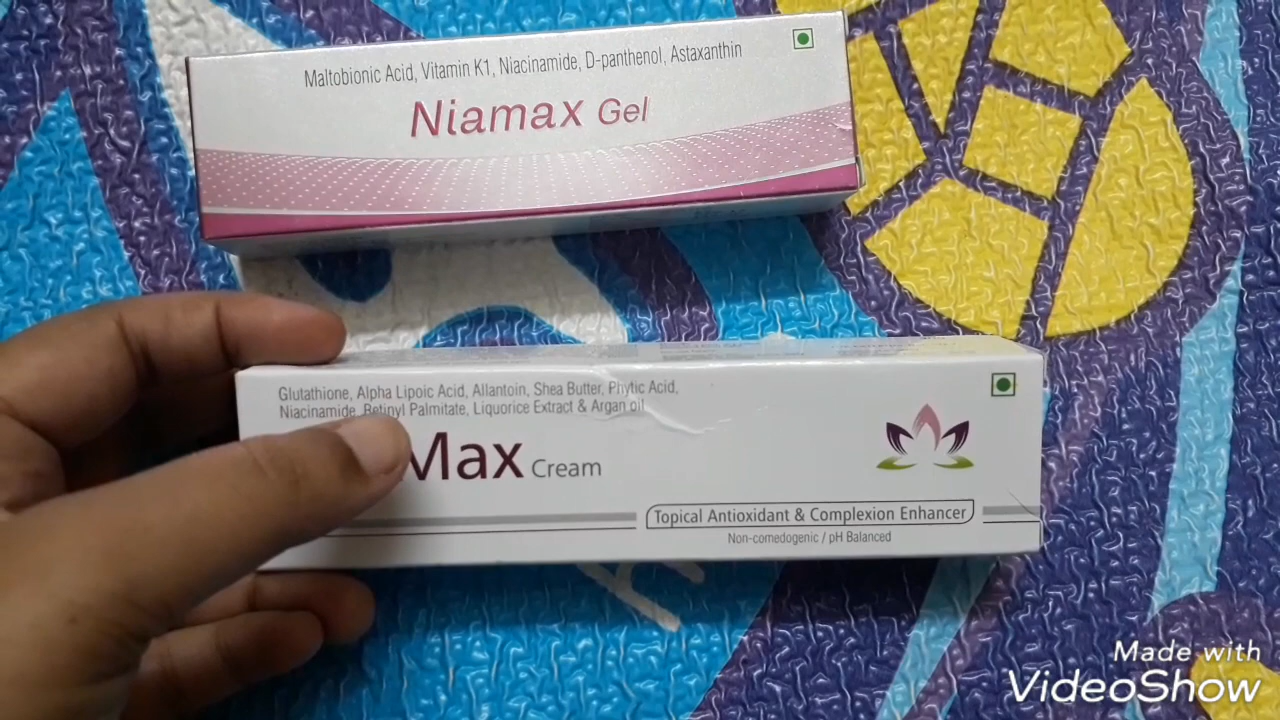 Maltobionic Acid, Vitamin K1, Niacinamide, D-panthenol, Astaxanthin
Niamax Gel
Glutathione, Alpha Lipoic Acid, Allantoin, Shea Butter, Phytic Acid,
Niacinamide, Retinyl Palmitate, Liquorice Extract & Argan oil
Max Cream
Topical Antioxidant & Complexion Enhancer
Non-comedogenic / pH Balanced
Made with
VideoShow